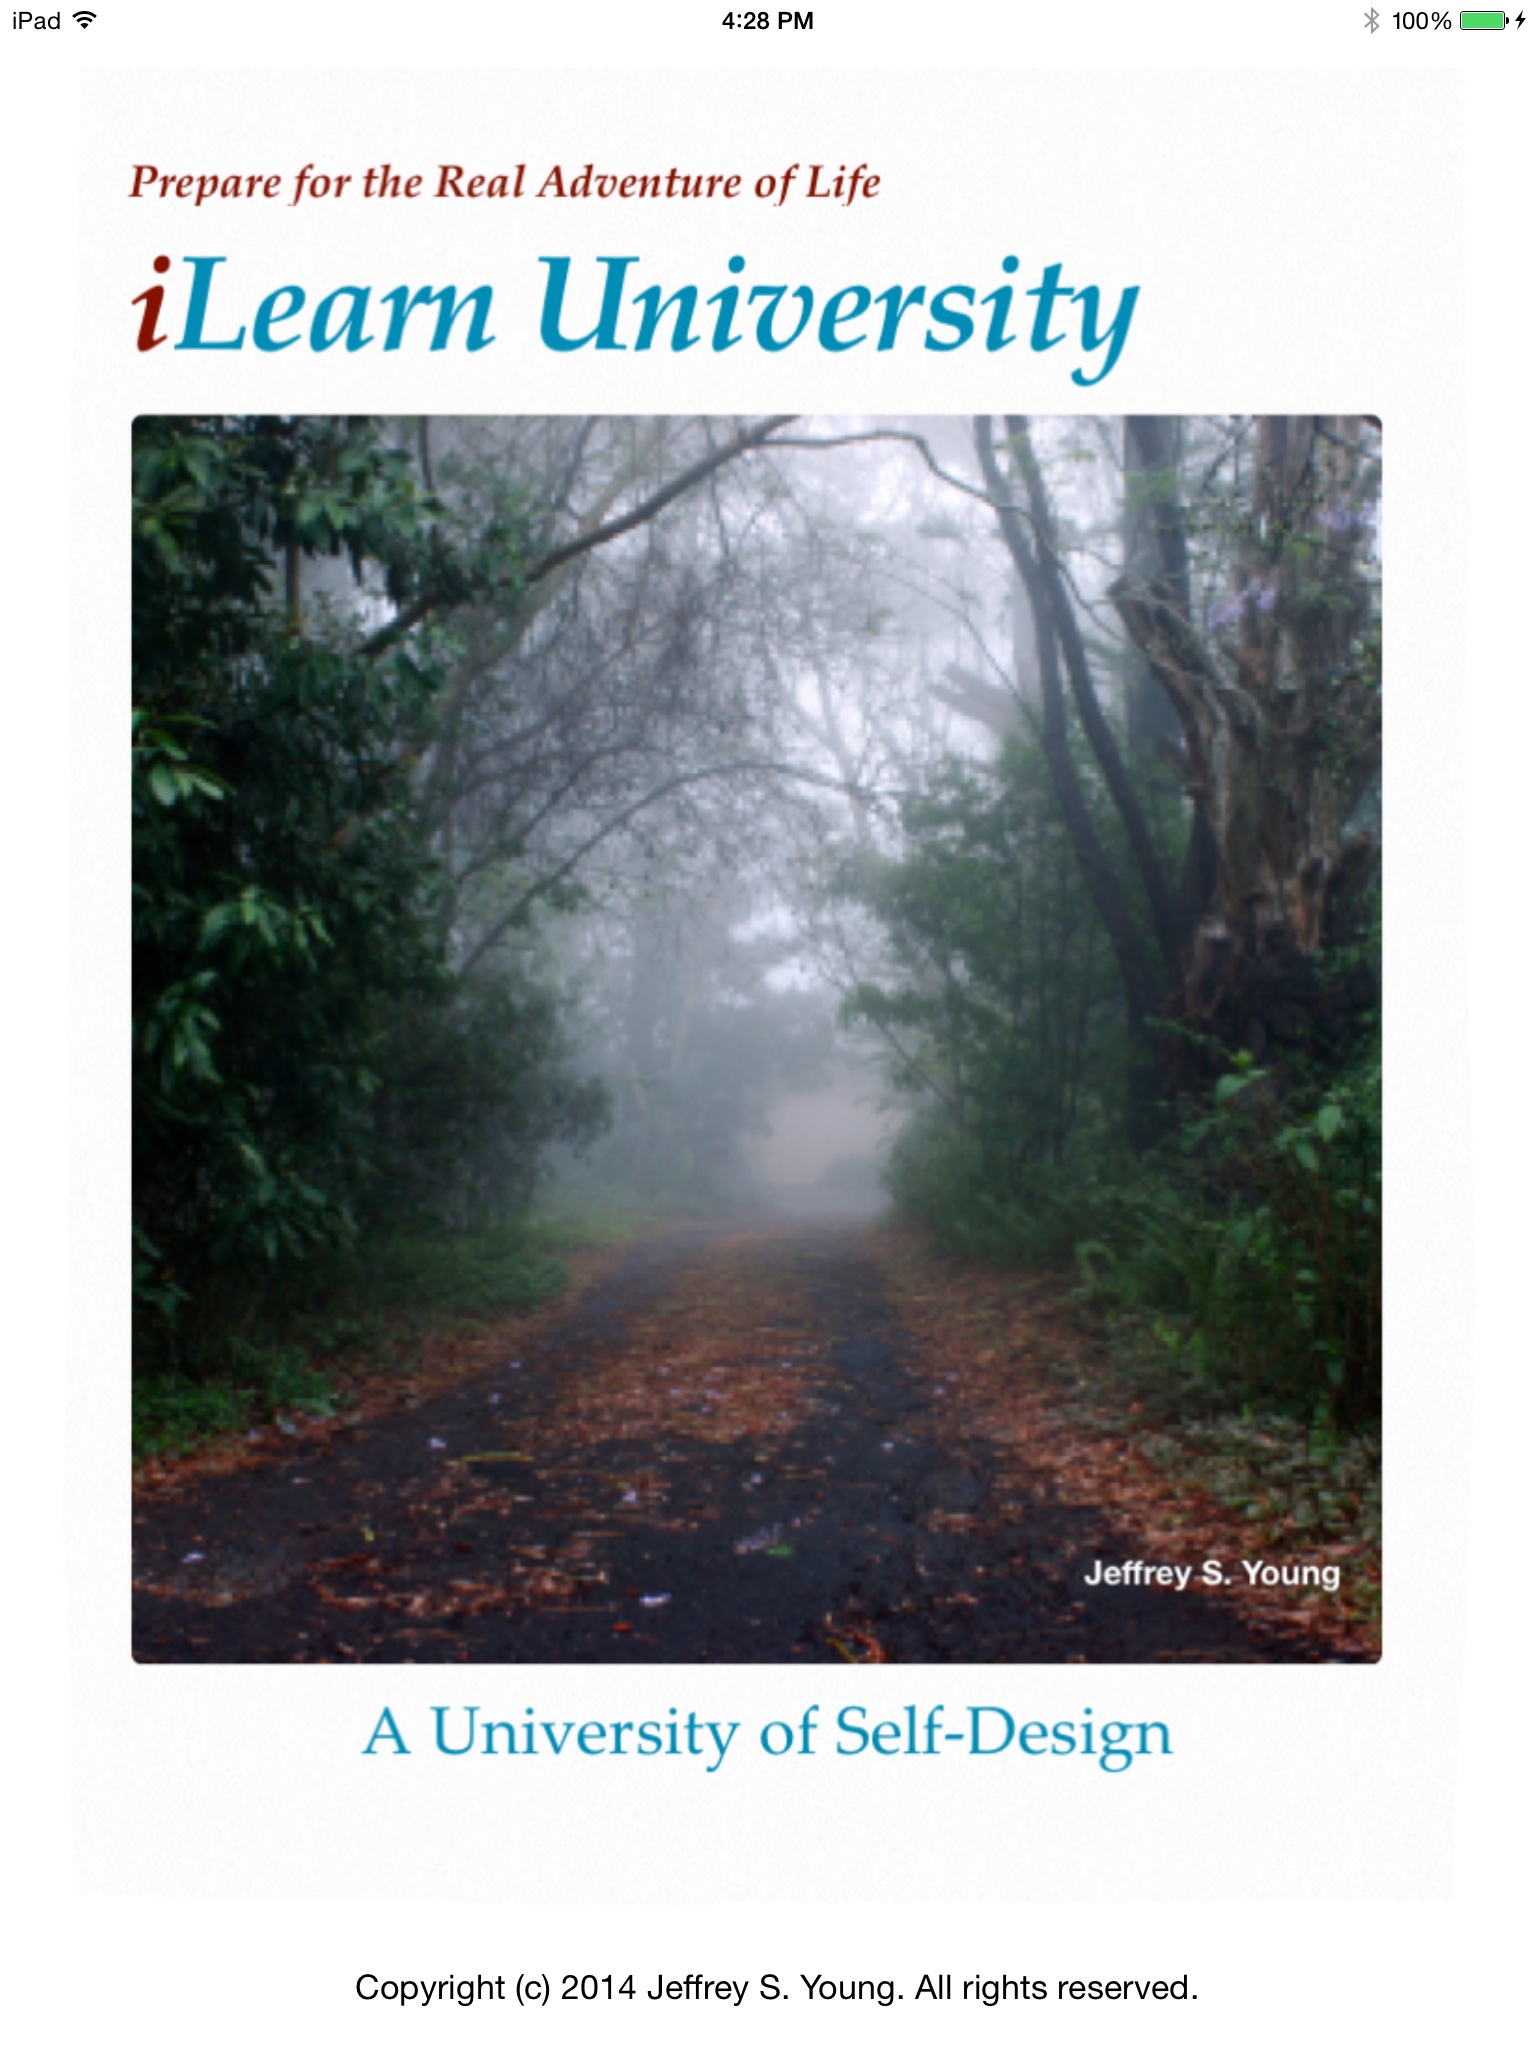 iPad 4:28 PM 100%
Prepare for the Real Adventure of Life
iLearn University
Jeffrey S. Young
A University of Self-Design
Copyright (c) 2014 Jeffrey S. Young. All rights reserved.